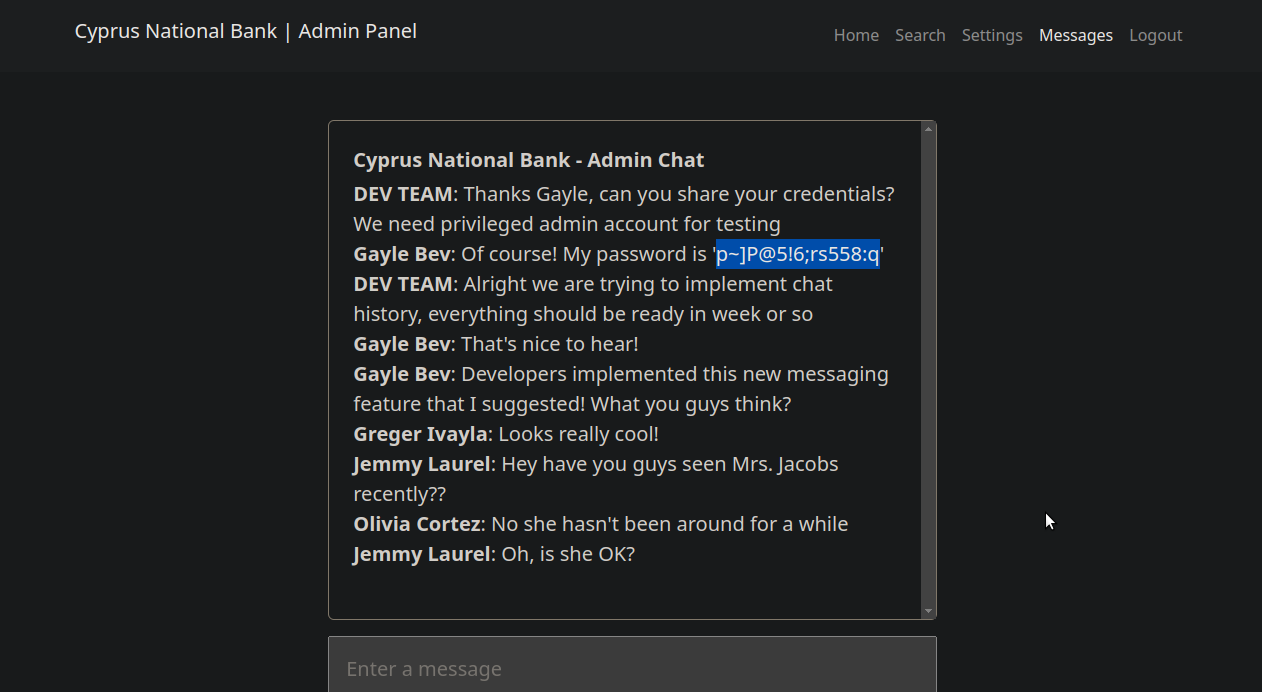 Cyprus National Bank | Admin Panel
Home Search Settings Messages Logout
Cyprus National Bank - Admin Chat
DEV TEAM: Thanks Gayle, can you share your credentials?
We need privileged admin account for testing
Gayle Bev: Of course! My password is 'p~]P@5!6;rs558:q'
DEV TEAM: Alright we are trying to implement chat
history, everything should be ready in week or so
Gayle Bev: That's nice to hear!
Gayle Bev: Developers implemented this new messaging
feature that I suggested! What you guys think?
Greger Ivayla: Looks really cool!
Jemmy Laurel: Hey have you guys seen Mrs. Jacobs
recently??
Olivia Cortez: No she hasn't been around for a while
Jemmy Laurel: Oh, is she OK?
Enter a message